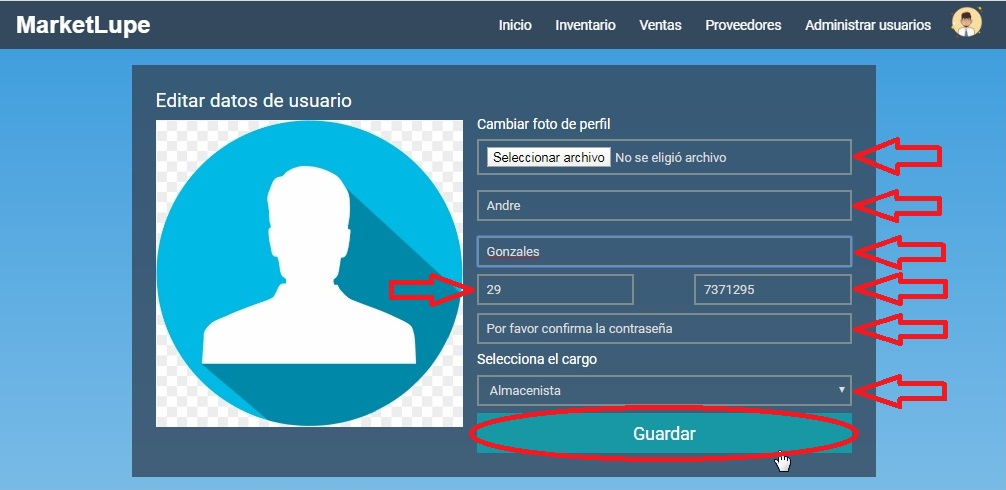 MarketLupe
Inicio Inventario Ventas Proveedores Administrar usuarios
Editar datos de usuario
Cambiar foto de perfil
Seleccionar archivo No se eligió archivo
Andre
Gonzales
29 7371295
Por favor confirma la contraseña
Selecciona el cargo
Almacenista
Guardar